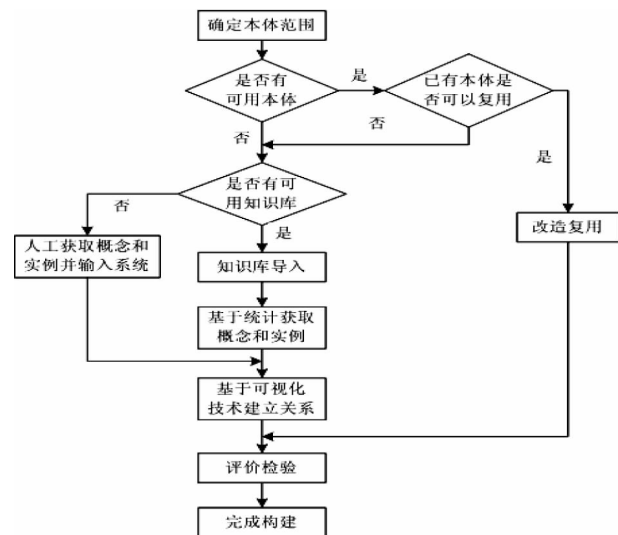 确定本体范围
是否有
可用本体
是
已有本体是
否可以复用
否
否
是
是否有可
用知识库
否
是
人工获取概念和
实例并输入系统
知识库导入
改造复用
基于统计获取
概念和实例
基于可视化
技术建立关系
评价检验
完成构建